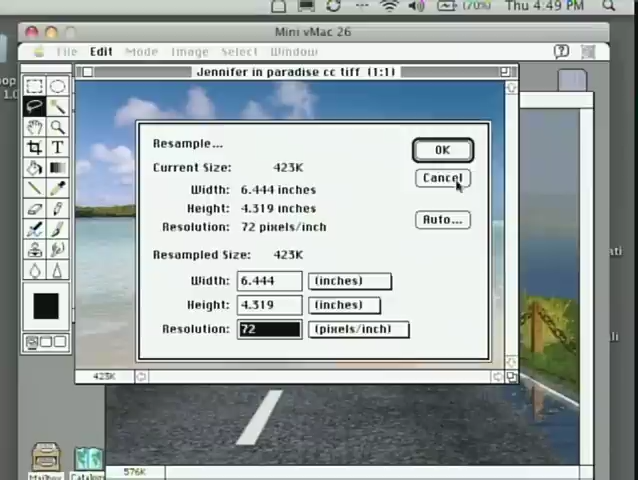 (70%) Thu 4:49 PM
Mini vMac 26
File Edit Mode Image Select Window
Jennifer in paradise cc tiff (1:1)
Resample...
OK
Current Size: 423K
Cancel
Width: 6.444 inches
Height: 4.319 inches
Resolution: 72 pixels/inch
Auto...
Resampled Size: 423K
Width: 6.444 (inches)
Height: 4.319 (inches)
Resolution: 72 (pixels/inch)
423K
576K
Mailbox